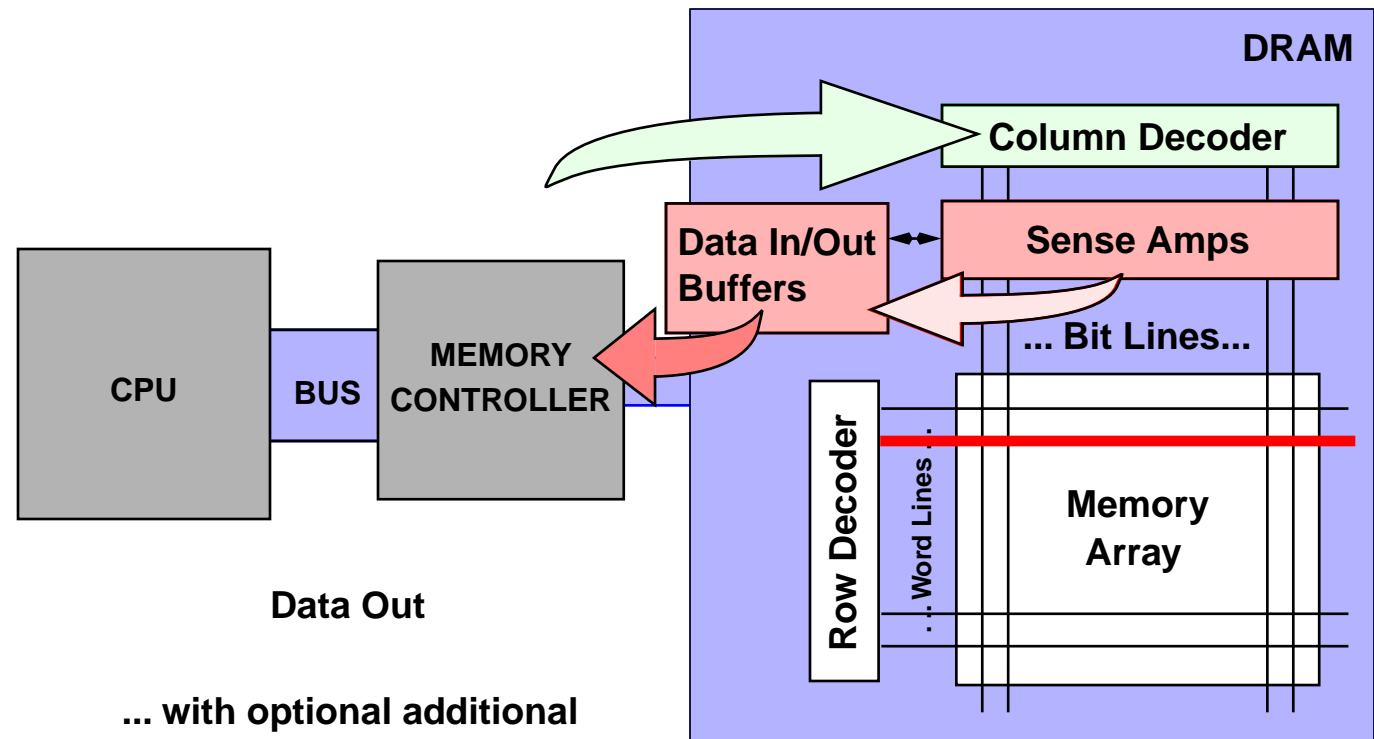 DRAM
Column Decoder
Data In/Out
Buffers
Sense Amps
... Bit Lines...
CPU
BUS
MEMORY
CONTROLLER
Row Decoder
. . . Word Lines . . .
Memory
Array
Data Out
... with optional additional